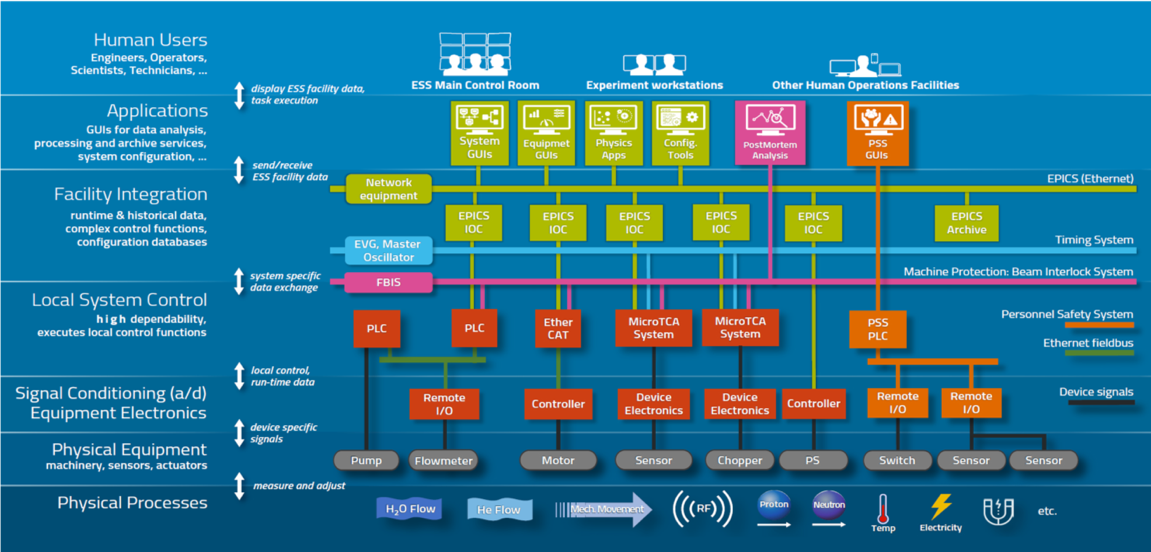 Human Users
Engineers, Operators,
Scientists, Technicians, ...
ESS Main Control Room
Experiment workstations
Other Human Operations Facilities
display ESS facility data,
task execution
Applications
GUIs for data analysis,
processing and archive services,
system configuration, ...
System
GUIs
Equipmet
GUIs
Physics
Apps
Config.
Tools
PostMortem
Analysis
PSS
GUIs
send/receive
ESS facility data
Facility Integration
runtime & historical data,
complex control functions,
configuration databases
Network
equipment
EPICS (Ethernet)
EPICS
IOC
EPICS
IOC
EPICS
IOC
EPICS
IOC
EPICS
IOC
EPICS
Archive
EVG, Master
Oscillator
Timing System
system specific
data exchange
FBIS
Machine Protection: Beam Interlock System
Local System Control
high dependability,
executes local control functions
PLC
PLC
Ether
CAT
MicroTCA
System
MicroTCA
System
PSS
PLC
Personnel Safety System
Ethernet fieldbus
local control,
run-time data
Signal Conditioning (a/d)
Equipment Electronics
Remote
I/O
Controller
Device
Electronics
Device
Electronics
Controller
Remote
I/O
Remote
I/O
Device signals
device specific
signals
Physical Equipment
machinery, sensors, actuators
Pump
Flowmeter
Motor
Sensor
Chopper
PS
Switch
Sensor
Sensor
measure and adjust
Physical Processes
H₂O Flow
He Flow
Mech. Movement
RF
Proton
Neutron
Temp
Electricity
etc.